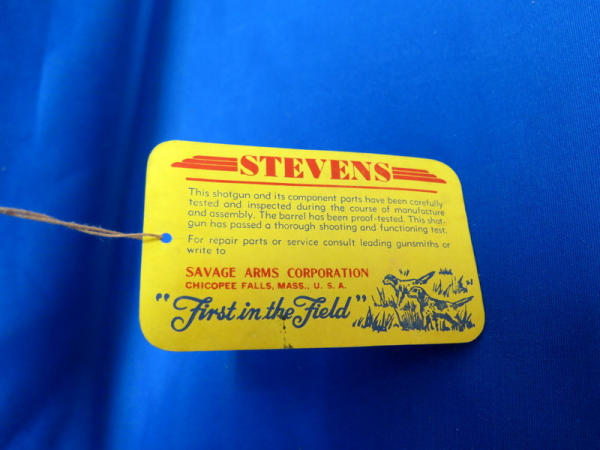 STEVENS
This shotgun and its component parts have been carefully
tested and inspected during the course of manufacture
and assembly. The barrel has been proof-tested. This shot-
gun has passed a thorough shooting and functioning test.
For repair parts or service consult leading gunsmiths or
write to
SAVAGE ARMS CORPORATION
CHICOPEE FALLS, MASS., U. S. A.
"First in the Field"